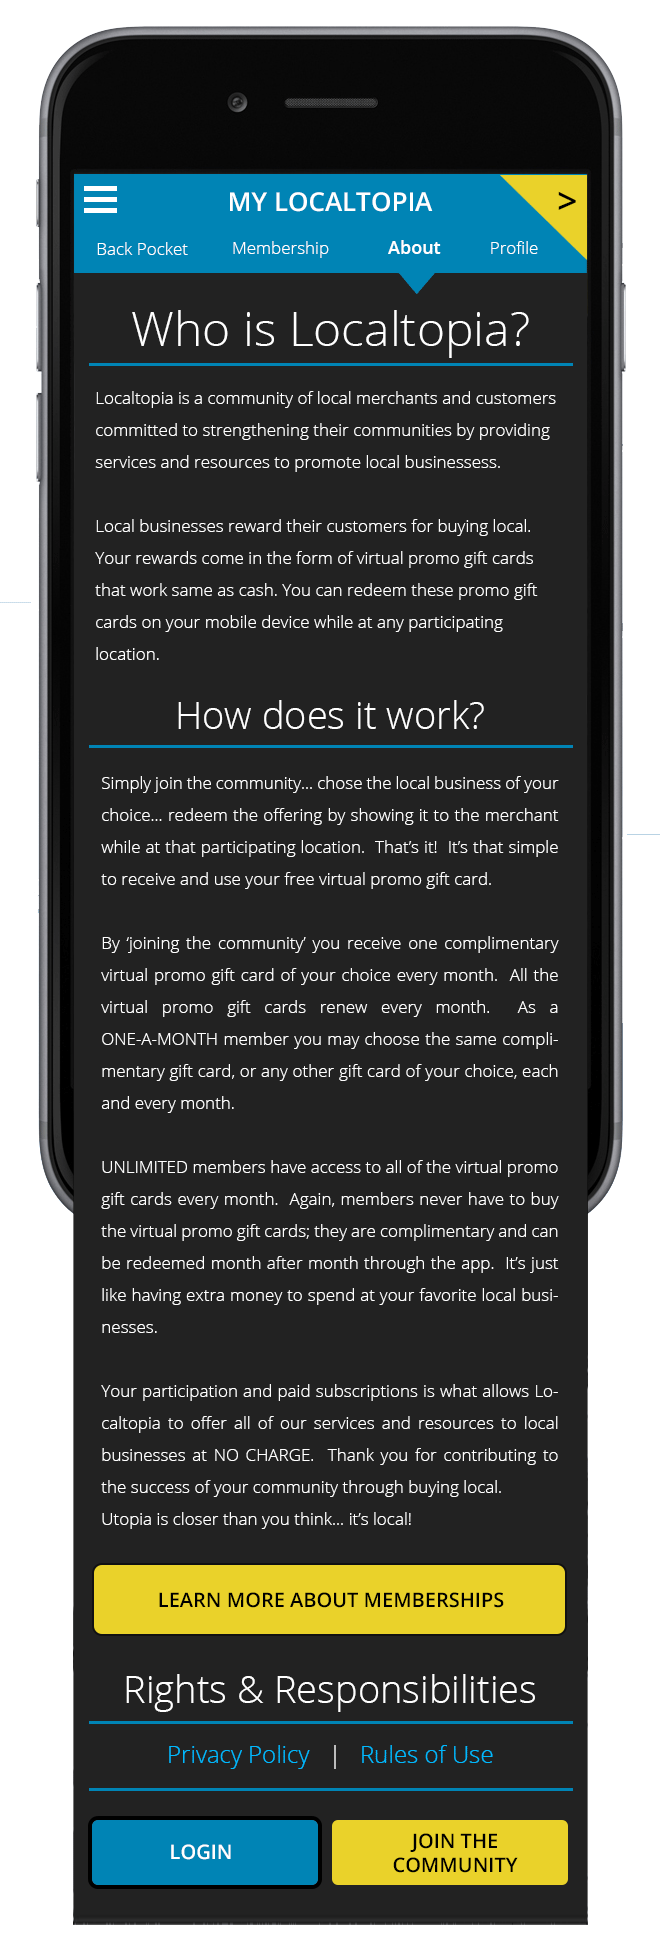 MY LOCALTOPIA
>
Back Pocket Membership About Profile
Who is Localtopia?
Localtopia is a community of local merchants and customers
committed to strengthening their communities by providing
services and resources to promote local businessess.
Local businesses reward their customers for buying local.
Your rewards come in the form of virtual promo gift cards
that work same as cash. You can redeem these promo gift
cards on your mobile device while at any participating
location.
How does it work?
Simply join the community... chose the local business of your
choice... redeem the offering by showing it to the merchant
while at that participating location. That's it! It's that simple
to receive and use your free virtual promo gift card.
By ‘joining the community’ you receive one complimentary
virtual promo gift card of your choice every month. All the
virtual promo gift cards renew every month. As a
ONE-A-MONTH member you may choose the same compli-
mentary gift card, or any other gift card of your choice, each
and every month.
UNLIMITED members have access to all of the virtual promo
gift cards every month. Again, members never have to buy
the virtual promo gift cards; they are complimentary and can
be redeemed month after month through the app. It's just
like having extra money to spend at your favorite local busi-
nesses.
Your participation and paid subscriptions is what allows Lo-
caltopia to offer all of our services and resources to local
businesses at NO CHARGE. Thank you for contributing to
the success of your community through buying local.
Utopia is closer than you think... it's local!
LEARN MORE ABOUT MEMBERSHIPS
Rights & Responsibilities
Privacy Policy | Rules of Use
LOGIN
JOIN THE
COMMUNITY